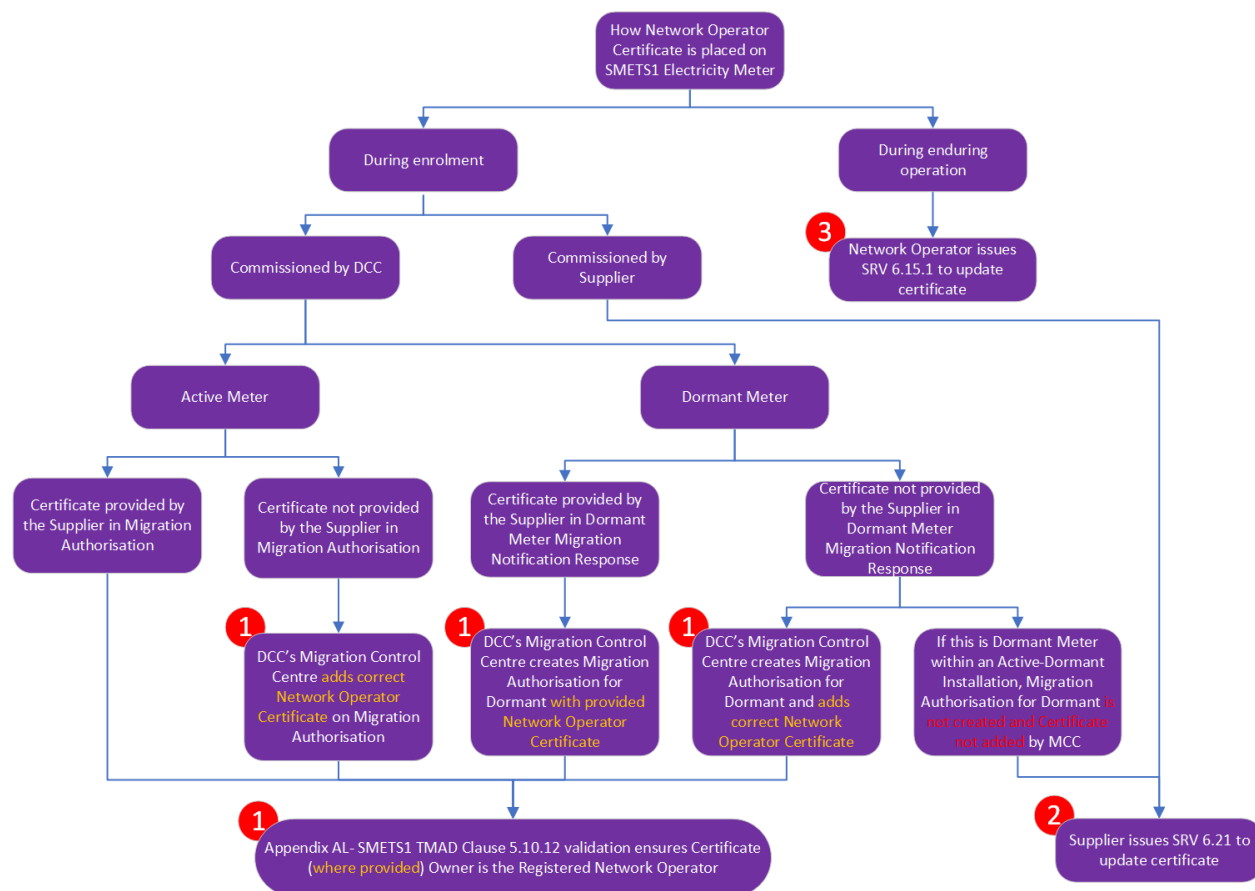 How Network Operator
Certificate is placed on
SMETS1 Electricity Meter
During enrolment
During enduring
operation
3
Commissioned by DCC
Commissioned by
Supplier
Network Operator issues
SRV 6.15.1 to update
certificate
Active Meter
Dormant Meter
Certificate provided by
the Supplier in Migration
Authorisation
Certificate not provided
by the Supplier in
Migration Authorisation
Certificate provided by
the Supplier in Dormant
Meter Migration
Notification Response
Certificate not provided
by the Supplier in
Dormant Meter
Migration Notification
Response
1
DCC's Migration Control
Centre adds correct
Network Operator
Certificate on Migration
Authorisation
1
DCC's Migration Control
Centre creates Migration
Authorisation for
Dormant with provided
Network Operator
Certificate
1
DCC's Migration Control
Centre creates Migration
Authorisation for
Dormant and adds
correct Network
Operator Certificate
If this is Dormant Meter
within an Active-Dormant
Installation, Migration
Authorisation for Dormant is
not created and Certificate
not added by MCC
1
Appendix AL- SMETS1 TMAD Clause 5.10.12 validation ensures Certificate
(where provided) Owner is the Registered Network Operator
2
Supplier issues SRV 6.21 to
update certificate